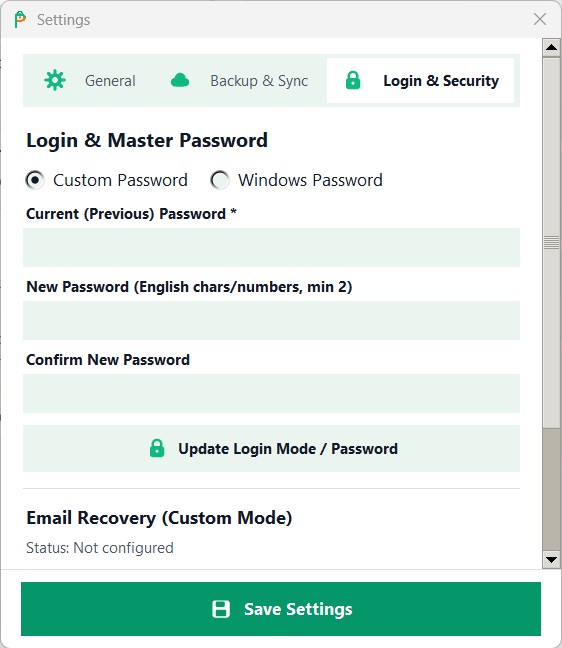 Settings
General
Backup & Sync
Login & Security
Login & Master Password
Custom Password
Windows Password
Current (Previous) Password *
New Password (English chars/numbers, min 2)
Confirm New Password
Update Login Mode / Password
Email Recovery (Custom Mode)
Status: Not configured
Save Settings